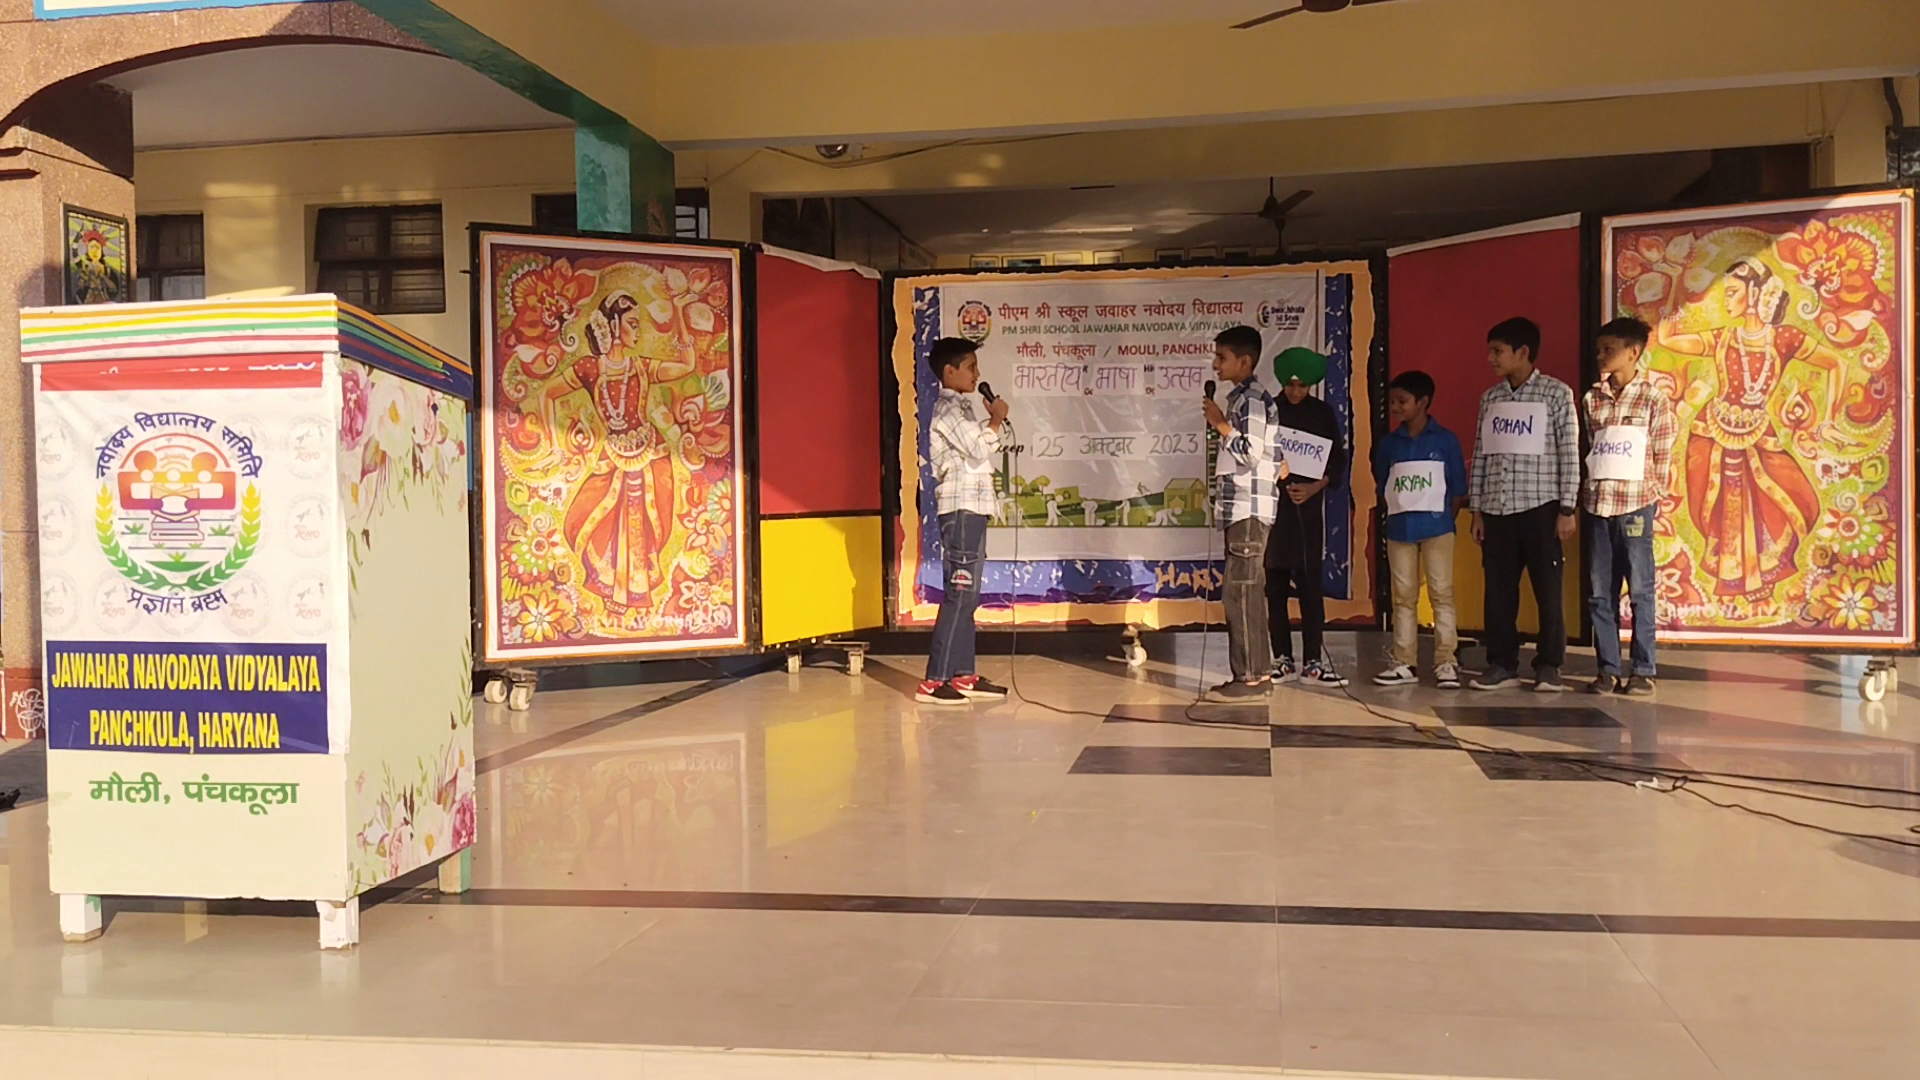 नवोदय विद्यालय समिति
प्रज्ञानं ब्रह्म
JAWAHAR NAVODAYA VIDYALAYA
PANCHKULA, HARYANA
मौली, पंचकूला
पीएम श्री स्कूल जवाहर नवोदय विद्यालय
PM SHRI SCHOOL JAWAHAR NAVODAYA VIDYALAYA
मौली, पंचकूला / MOULI, PANCHKU
भारतीय भाषा उत्सव
25 अक्टूबर 2023
ARRATOR
ARYAN
ROHAN
EACHER